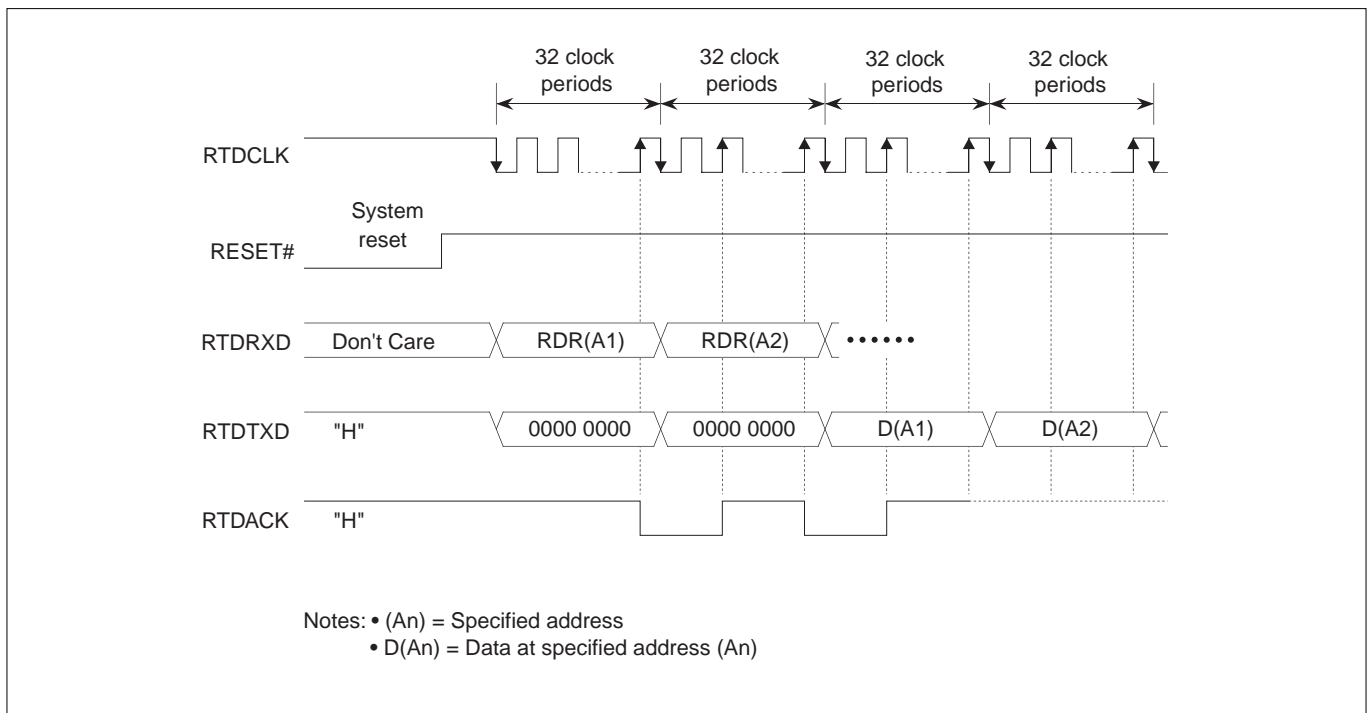 32 clock periods
32 clock periods
32 clock periods
32 clock periods
RTDCLK
System reset
RESET#
RTDRXD Don't Care RDR(A1) RDR(A2) ••••••
RTDTXD "H" 0000 0000 0000 0000 D(A1) D(A2)
RTDACK "H"
Notes: • (An) = Specified address
• D(An) = Data at specified address (An)